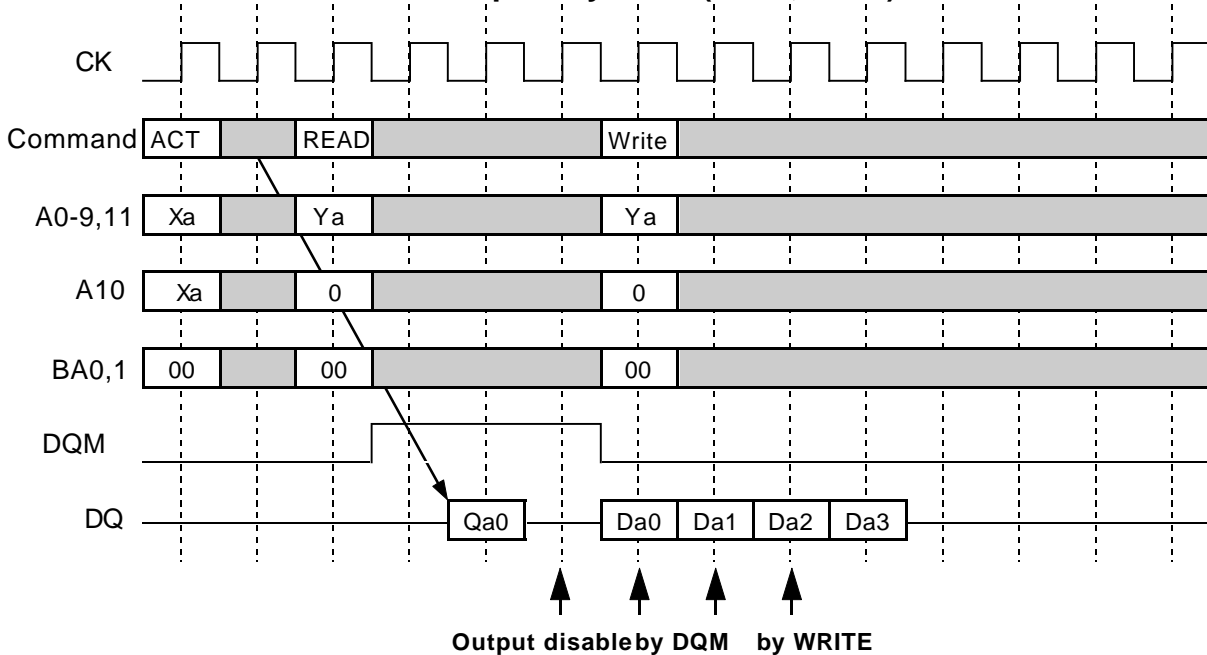 CK
Command ACT READ Write
A0-9,11 Xa Ya Ya
A10 Xa 0 0
BA0,1 00 00 00
DQM
DQ Qa0 Da0 Da1 Da2 Da3
Output disable by DQM by WRITE